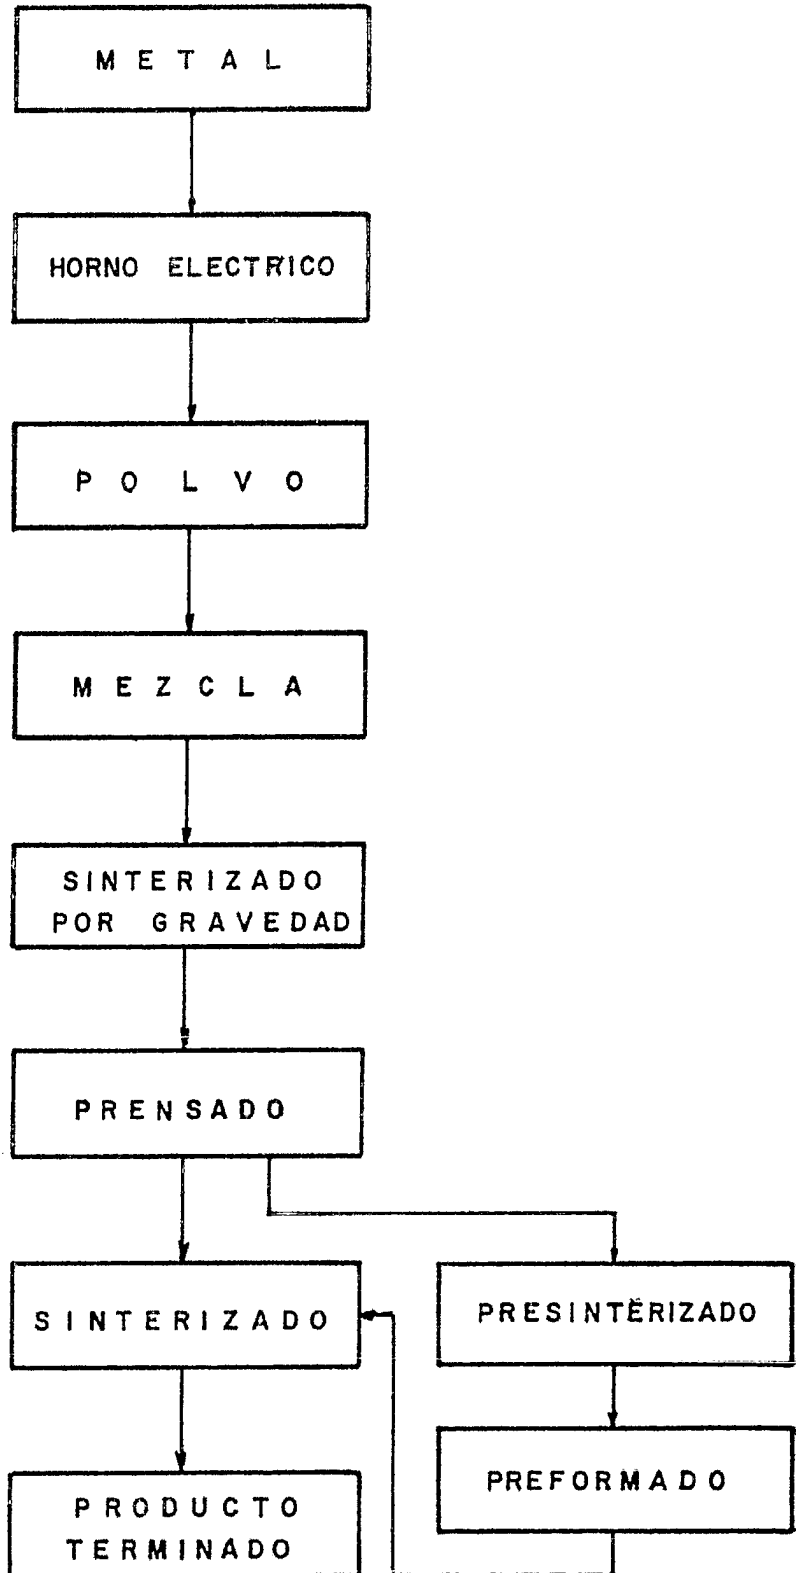 METAL
HORNO ELECTRICO
POLVO
MEZCLA
SINTERIZADO
POR GRAVEDAD
PRENSADO
SINTERIZADO
PRESINTERIZADO
PREFORMADO
PRODUCTO
TERMINADO